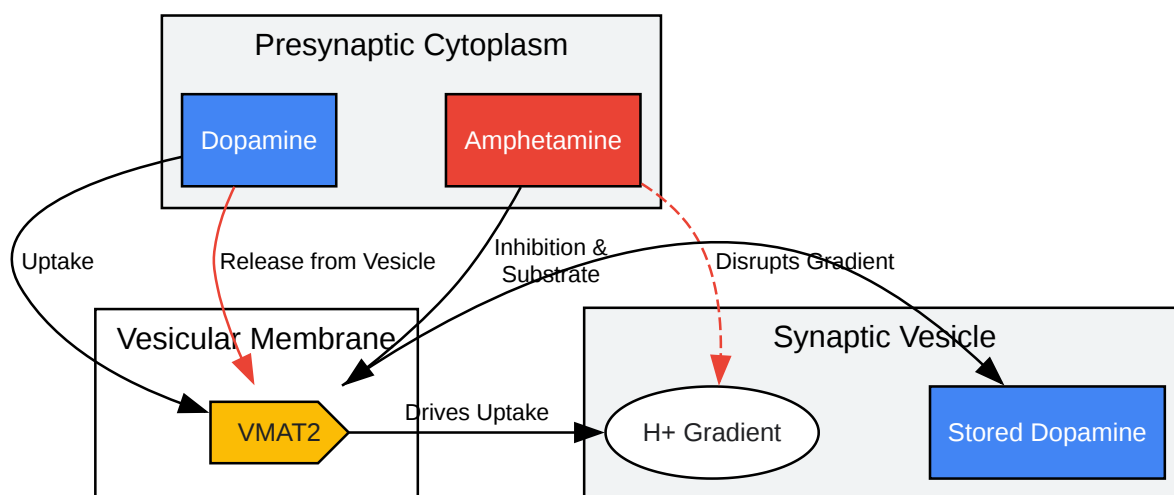 Presynaptic Cytoplasm
Dopamine
Amphetamine
Uptake
Release from Vesicle
Inhibition &
Substrate
Disrupts Gradient
Vesicular Membrane
Synaptic Vesicle
VMAT2
Drives Uptake
H+ Gradient
Stored Dopamine